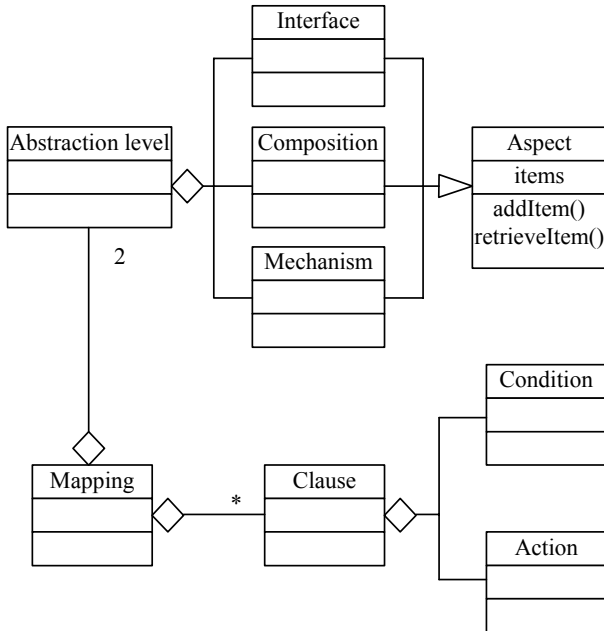 Interface
Abstraction level
Composition
Aspect
items
addItem()
retrieveItem()
2
Mechanism
Condition
Mapping
*
Clause
Action